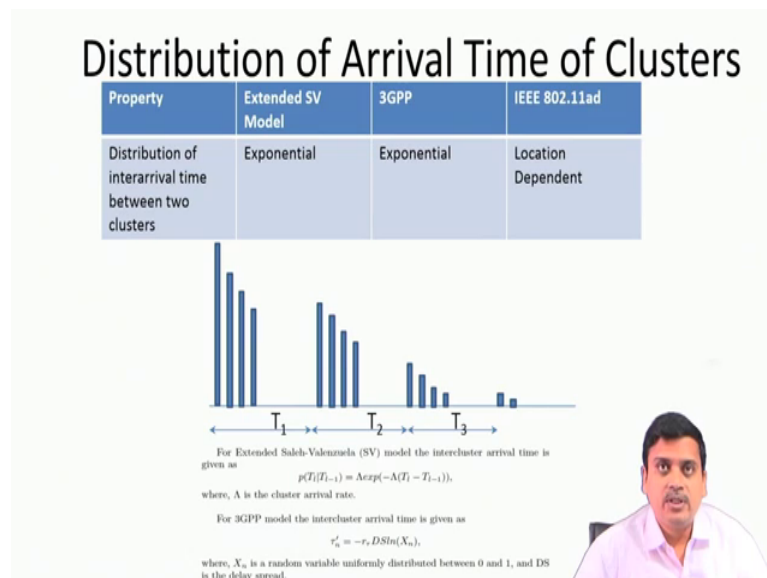 Distribution of Arrival Time of Clusters
Property
Extended SV
Model
3GPP
IEEE 802.11ad
Distribution of
interarrival time
between two
clusters
Exponential
Exponential
Location
Dependent
T₁ T₂ T₃
For Extended Saleh-Valenzuela (SV) model the intercluster arrival time is
given as
p(Tₗ|Tₗ₋₁) = Λexp(−Λ(Tₗ − Tₗ₋₁)),
where, Λ is the cluster arrival rate.
For 3GPP model the intercluster arrival time is given as
τ′ₙ = −rτ DSln(Xₙ),
where, Xₙ is a random variable uniformly distributed between 0 and 1, and DS
is the delay spread.